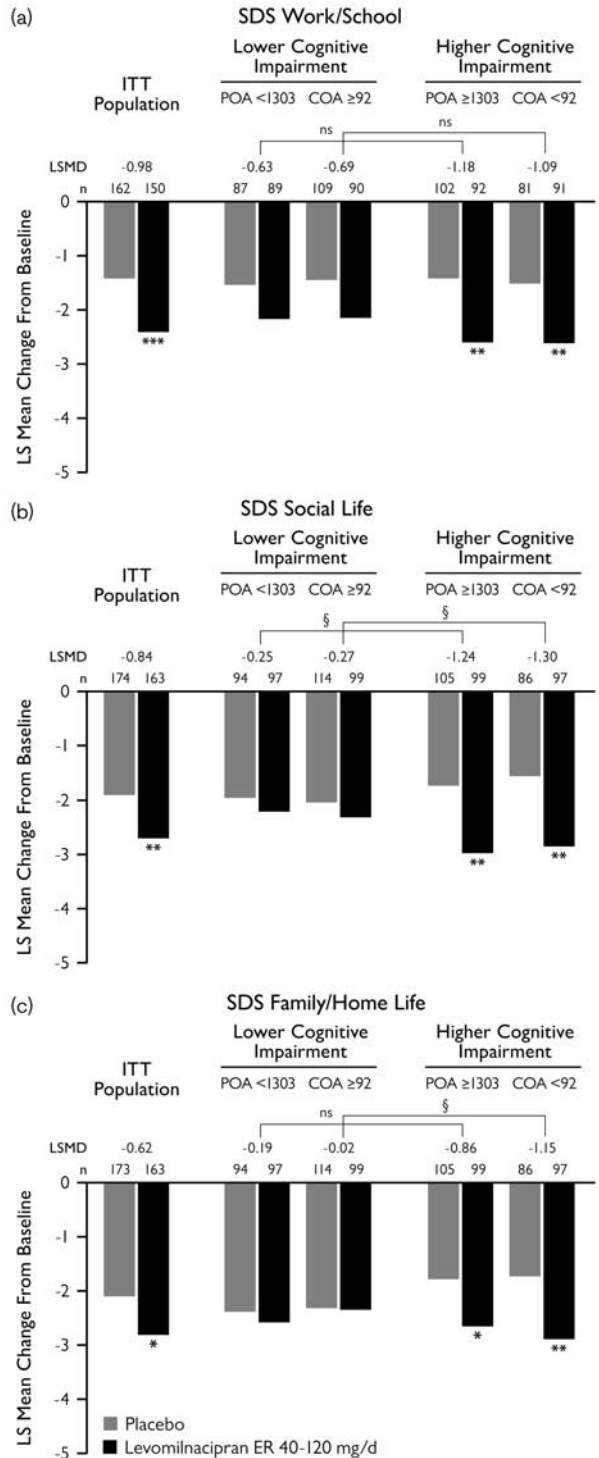 (a)
SDS Work/School
Lower Cognitive Impairment
Higher Cognitive Impairment
ITT Population
POA <1303 COA ≥92 POA ≥1303 COA <92
ns ns
LSMD -0.98 -0.63 -0.69 -1.18 -1.09
n 162 150 87 89 109 90 102 92 81 91
0
-1
-2
-3
-4
-5
LS Mean Change From Baseline
*** ** **
(b)
SDS Social Life
Lower Cognitive Impairment
Higher Cognitive Impairment
ITT Population
POA <1303 COA ≥92 POA ≥1303 COA <92
§ §
LSMD -0.84 -0.25 -0.27 -1.24 -1.30
n 174 163 94 97 114 99 105 99 86 97
0
-1
-2
-3
-4
-5
LS Mean Change From Baseline
** ** **
(c)
SDS Family/Home Life
Lower Cognitive Impairment
Higher Cognitive Impairment
ITT Population
POA <1303 COA ≥92 POA ≥1303 COA <92
ns §
LSMD -0.62 -0.19 -0.02 -0.86 -1.15
n 173 163 94 97 114 99 105 99 86 97
0
-1
-2
-3
-4
-5
LS Mean Change From Baseline
* * **
Placebo
Levomilnacipran ER 40-120 mg/d